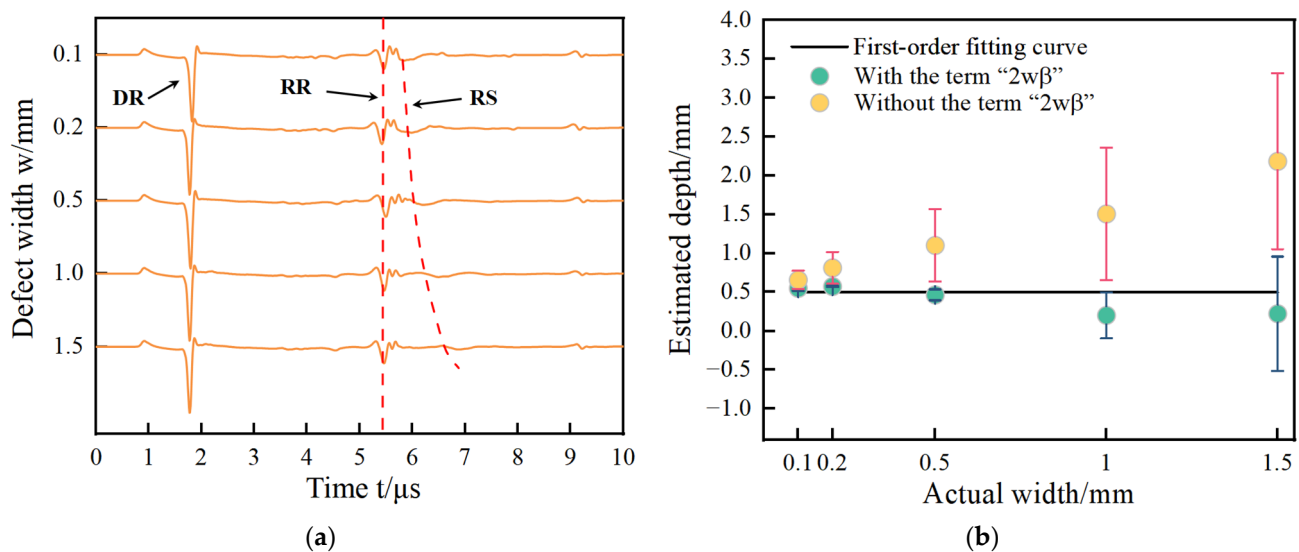 0.1
0.2
0.5
1.0
1.5
Defect width w/mm
DR
RR
RS
0 1 2 3 4 5 6 7 8 9 10
Time t/μs
(a)
4.0
3.5
3.0
2.5
2.0
1.5
1.0
0.5
0.0
−0.5
−1.0
Estimated depth/mm
First-order fitting curve
With the term “2wβ”
Without the term “2wβ”
0.1 0.2 0.5 1 1.5
Actual width/mm
(b)